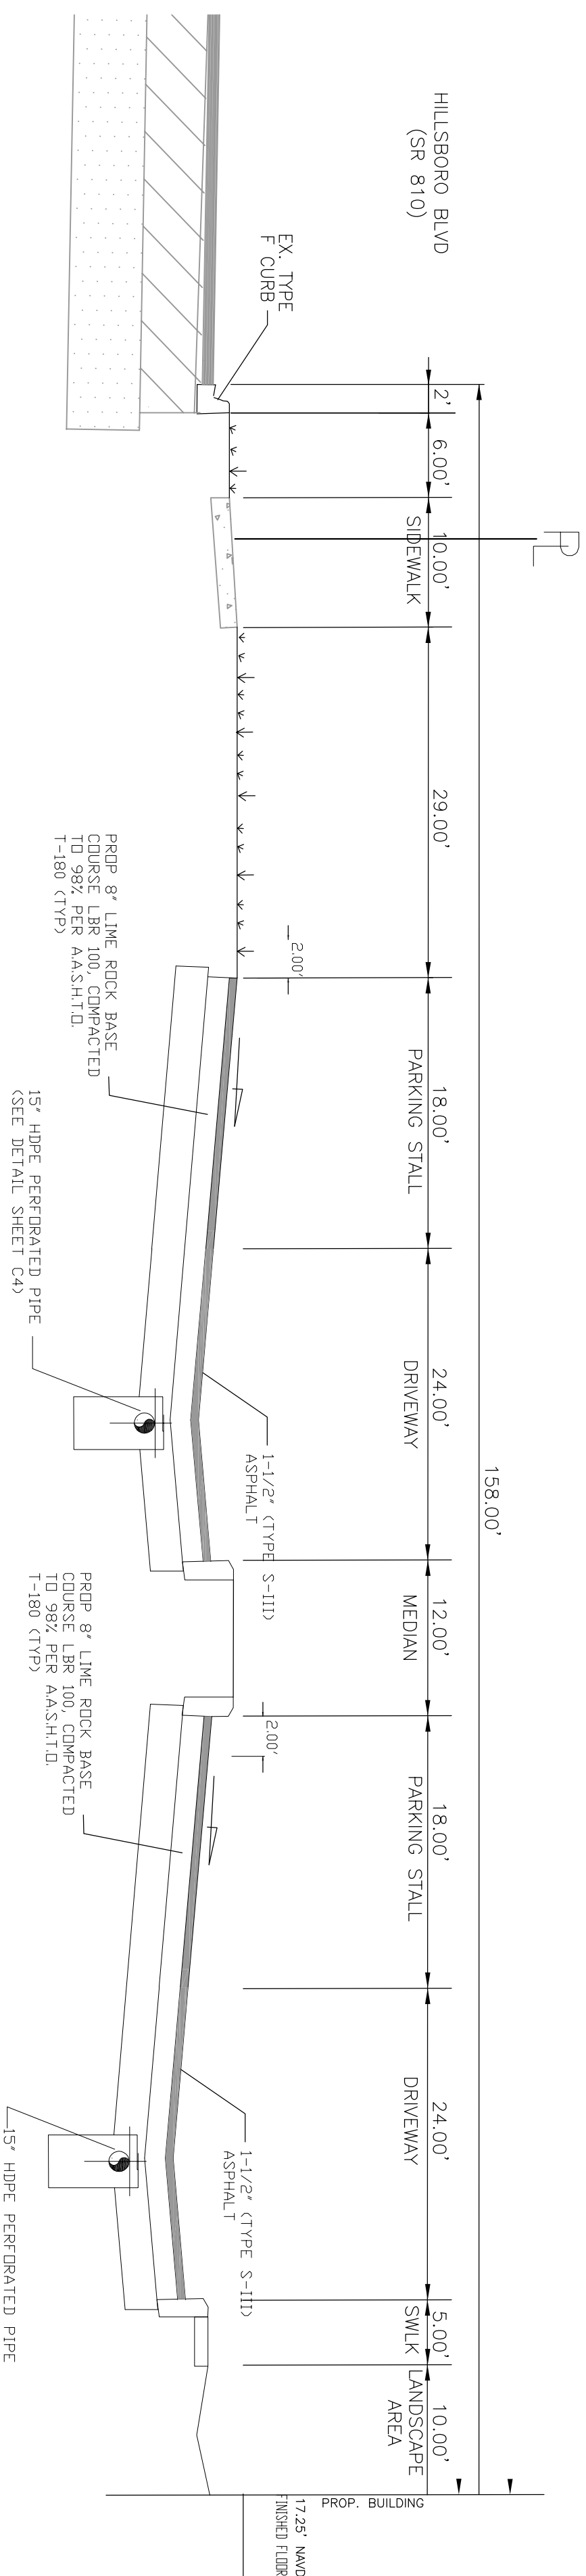 HILLSBORO BLVD
(SR 810)
EX. TYPE
F CURB
PL
158.00'
2'
6.00'
10.00'
SIDEWALK
29.00'
18.00'
PARKING STALL
24.00'
DRIVEWAY
12.00'
MEDIAN
18.00'
PARKING STALL
24.00'
DRIVEWAY
5.00'
SWLK
10.00'
LANDSCAPE
AREA
2.00'
2.00'
PROP 8" LIME ROCK BASE
COURSE LBR 100, COMPACTED
TO 98% PER A.A.S.H.T.O.
T-180 (TYP)
15" HDPE PERFORATED PIPE
(SEE DETAIL SHEET C4)
1-1/2" (TYPE S-III)
ASPHALT
PROP 8" LIME ROCK BASE
COURSE LBR 100, COMPACTED
TO 98% PER A.A.S.H.T.O.
T-180 (TYP)
1-1/2" (TYPE S-III)
ASPHALT
15" HDPE PERFORATED PIPE
PROP. BUILDING
17.25' NAVD
FINISHED FLOOR